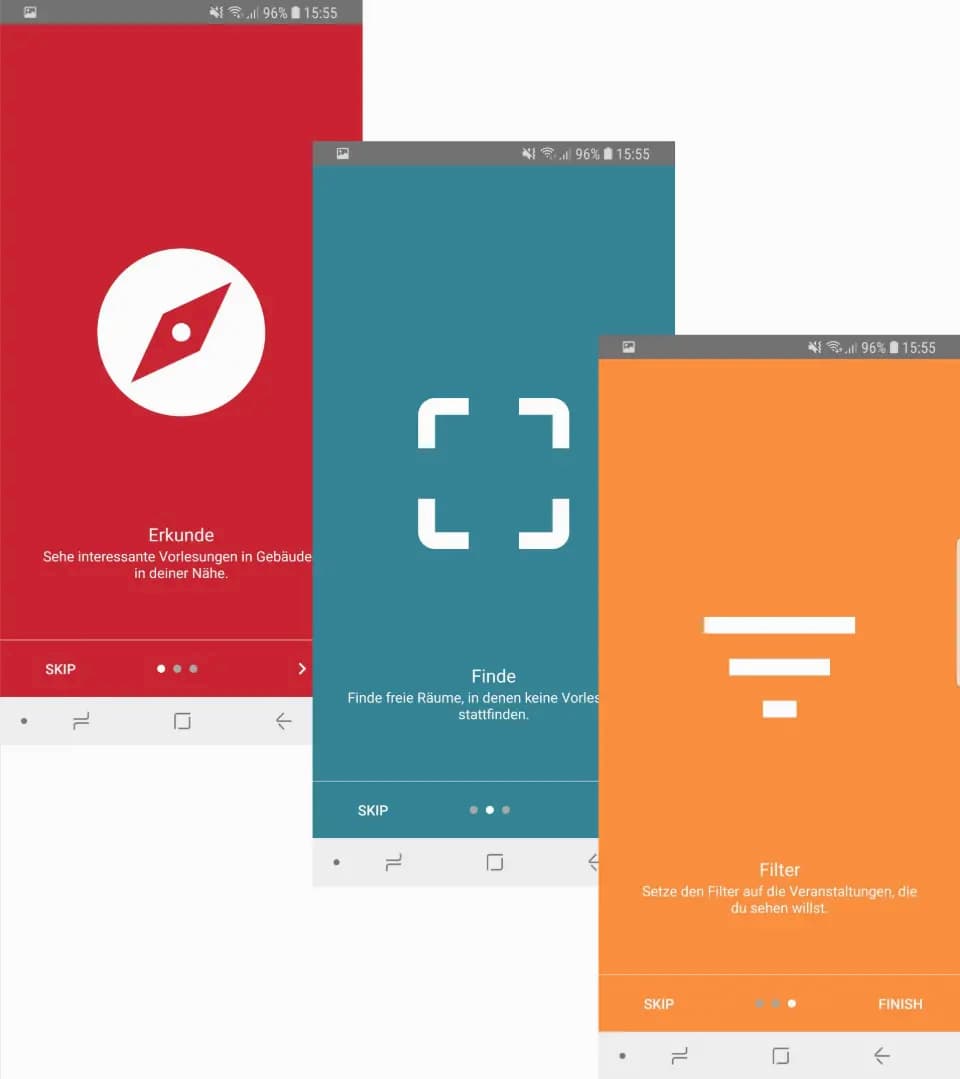 96% 15:55
Erkunde
Sehe interessante Vorlesungen in Gebäude
in deiner Nähe.
SKIP
96% 15:55
Finde
Finde freie Räume, in denen keine
stattfinden.
SKIP
96% 15:55
Filter
Setze den Filter auf die Veranstaltungen, die
du sehen willst.
SKIP
FINISH